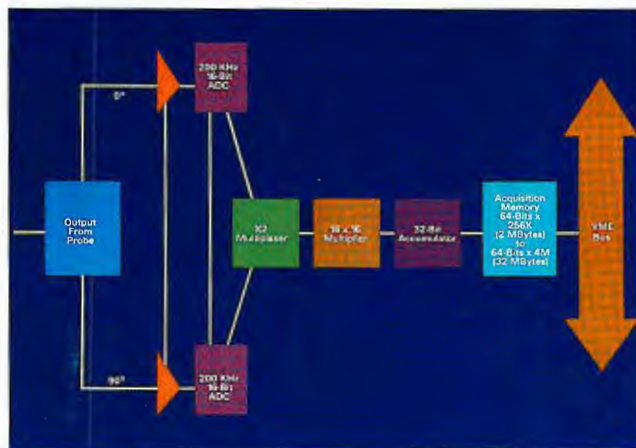 200 KHz
16-Bit
ADC
0°
Output
From
Probe
X2
Multiplexer
16 x 16
Multiplier
32-Bit
Accumulator
Acquisition
Memory
64-Bits x
256K
(2 MBytes)
to
64-Bits x 4M
(32 MBytes)
VME
Bus
90°
200 KHz
16-Bit
ADC